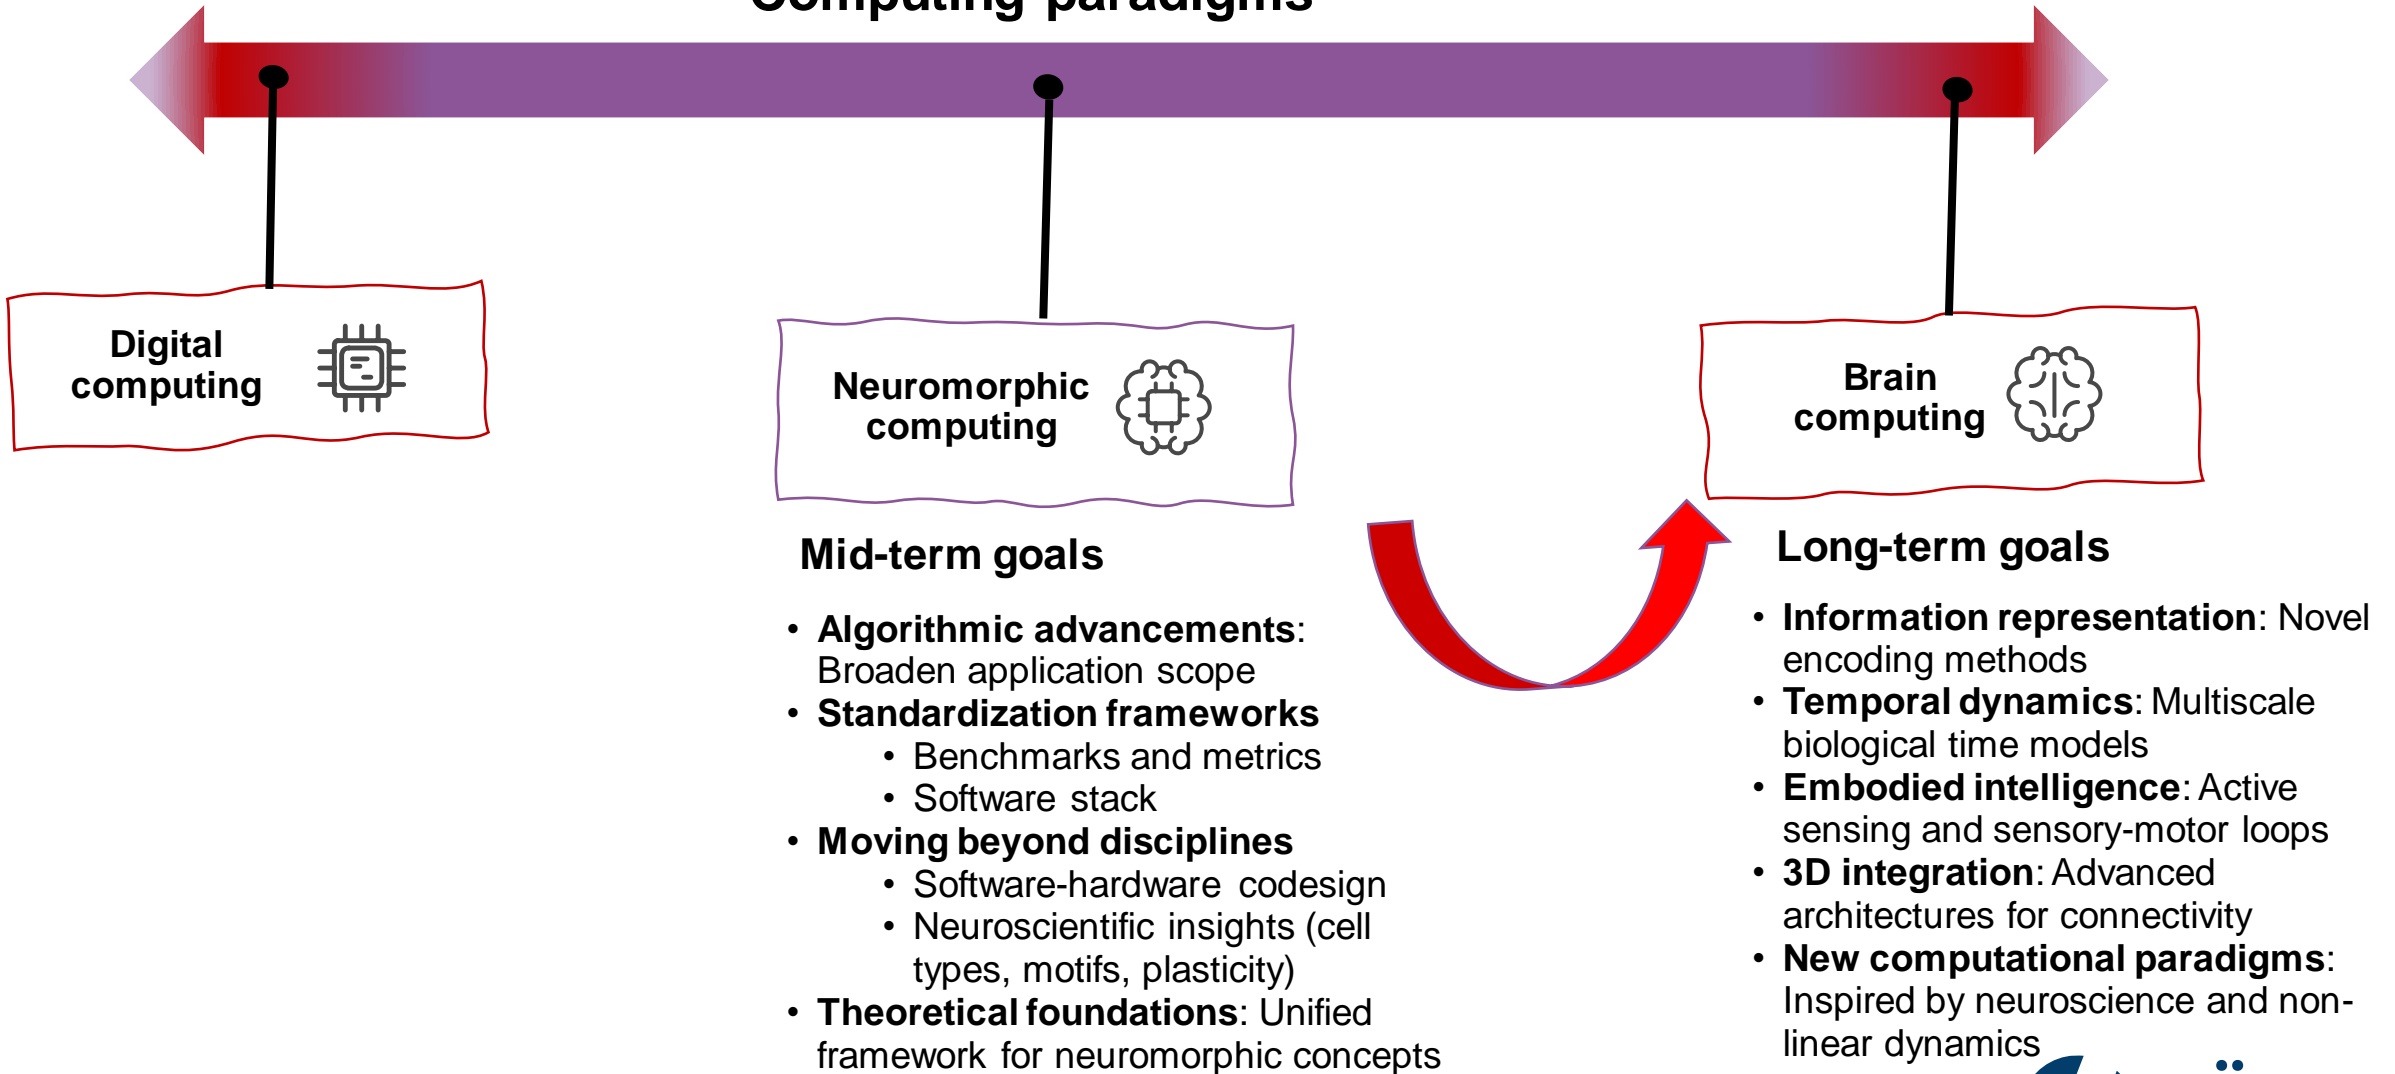 Computing paradigms
Digital
computing
Neuromorphic
computing
Brain
computing
Mid-term goals
• Algorithmic advancements:
Broaden application scope
• Standardization frameworks
• Benchmarks and metrics
• Software stack
• Moving beyond disciplines
• Software-hardware codesign
• Neuroscientific insights (cell
types, motifs, plasticity)
• Theoretical foundations: Unified
framework for neuromorphic concepts
Long-term goals
• Information representation: Novel
encoding methods
• Temporal dynamics: Multiscale
biological time models
• Embodied intelligence: Active
sensing and sensory-motor loops
• 3D integration: Advanced
architectures for connectivity
• New computational paradigms:
Inspired by neuroscience and non-
linear dynamics